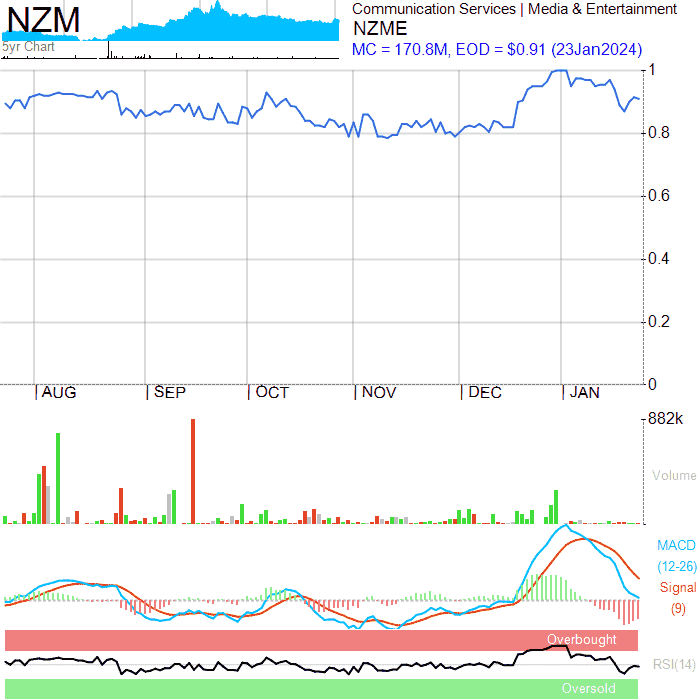 NZM
5yr Chart
Communication Services | Media & Entertainment
NZME
MC = 170.8M, EOD = $0.91 (23Jan2024)
1
0.8
0.6
0.4
0.2
0
AUG SEP OCT NOV DEC JAN
882k
Volume
MACD
(12-26)
Signal
(9)
Overbought
RSI(14)
Oversold